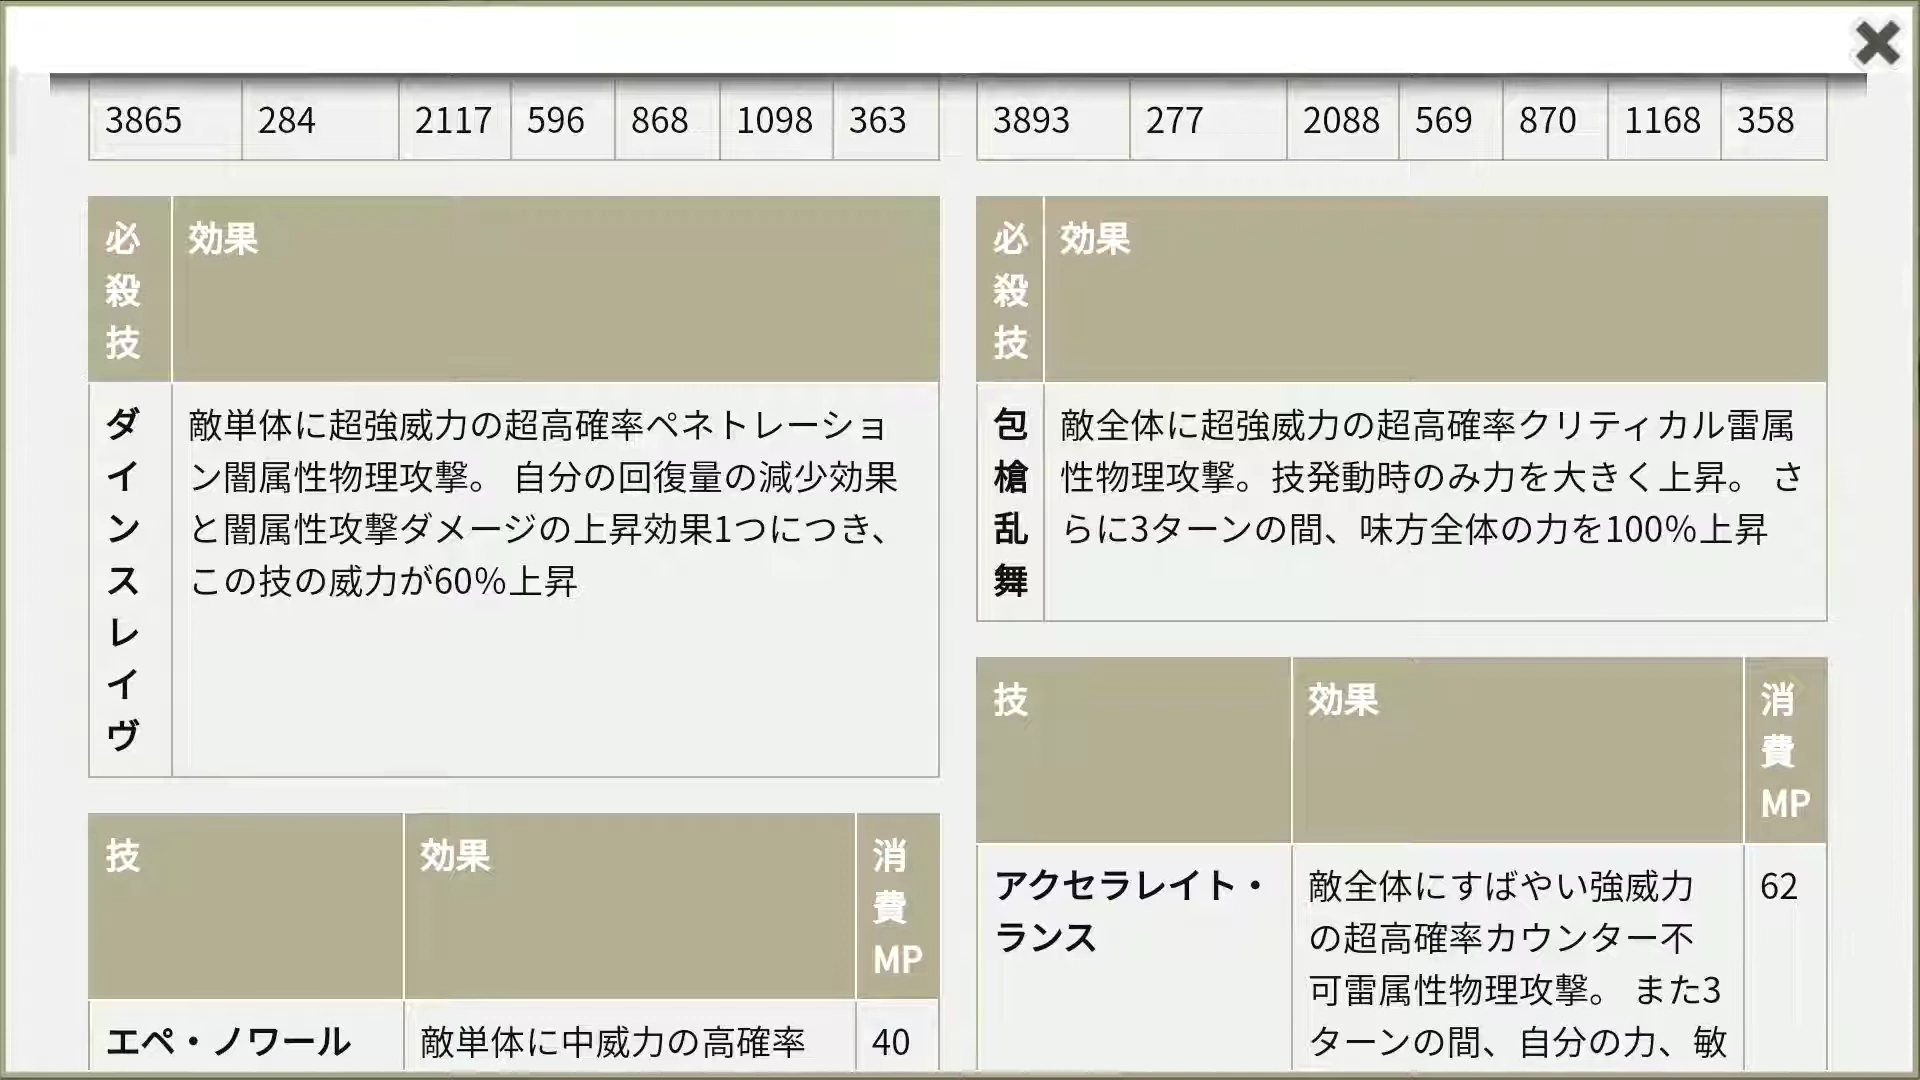 3865 284 2117 596 868 1098 363
必殺技 効果
ダインスレイヴ
敵単体に超強威力の超高確率ペネトレーショ
ン闇属性物理攻撃。 自分の回復量の減少効果
と闇属性攻撃ダメージの上昇効果1つにつき、
この技の威力が60%上昇
技 効果 消費MP
エペ・ノワール 敵単体に中威力の高確率 40
3893 277 2088 569 870 1168 358
必殺技 効果
包槍乱舞
敵全体に超強威力の超高確率クリティカル雷属
性物理攻撃。技発動時のみ力を大きく上昇。 さ
らに3ターンの間、味方全体の力を100%上昇
技 効果 消費MP
アクセラレイト・
ランス
敵全体にすばやい強威力
の超高確率カウンター不
可雷属性物理攻撃。 また3
ターンの間、自分の力、敏
62